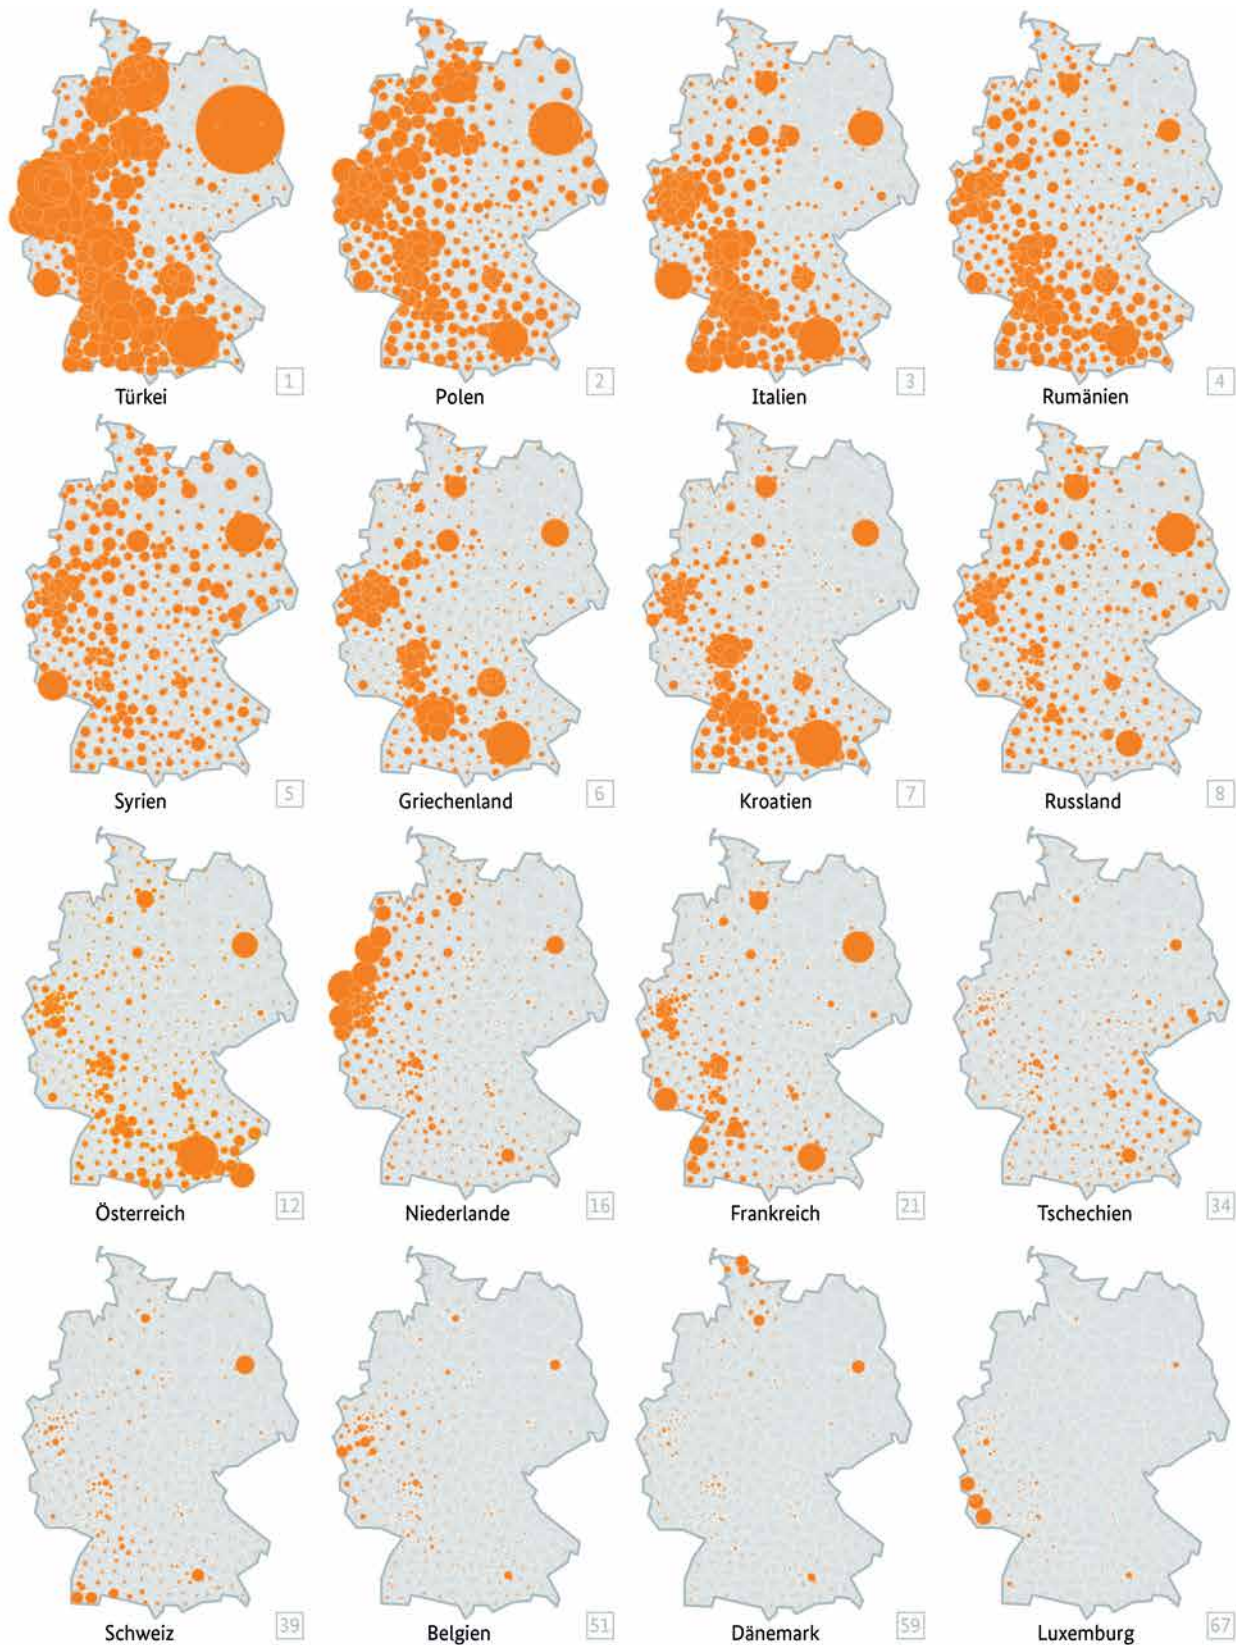 Türkei 1 Polen 2 Italien 3 Rumänien 4
Syrien 5 Griechenland 6 Kroatien 7 Russland 8
Österreich 12 Niederlande 16 Frankreich 21 Tschechien 34
Schweiz 39 Belgien 51 Dänemark 59 Luxemburg 67